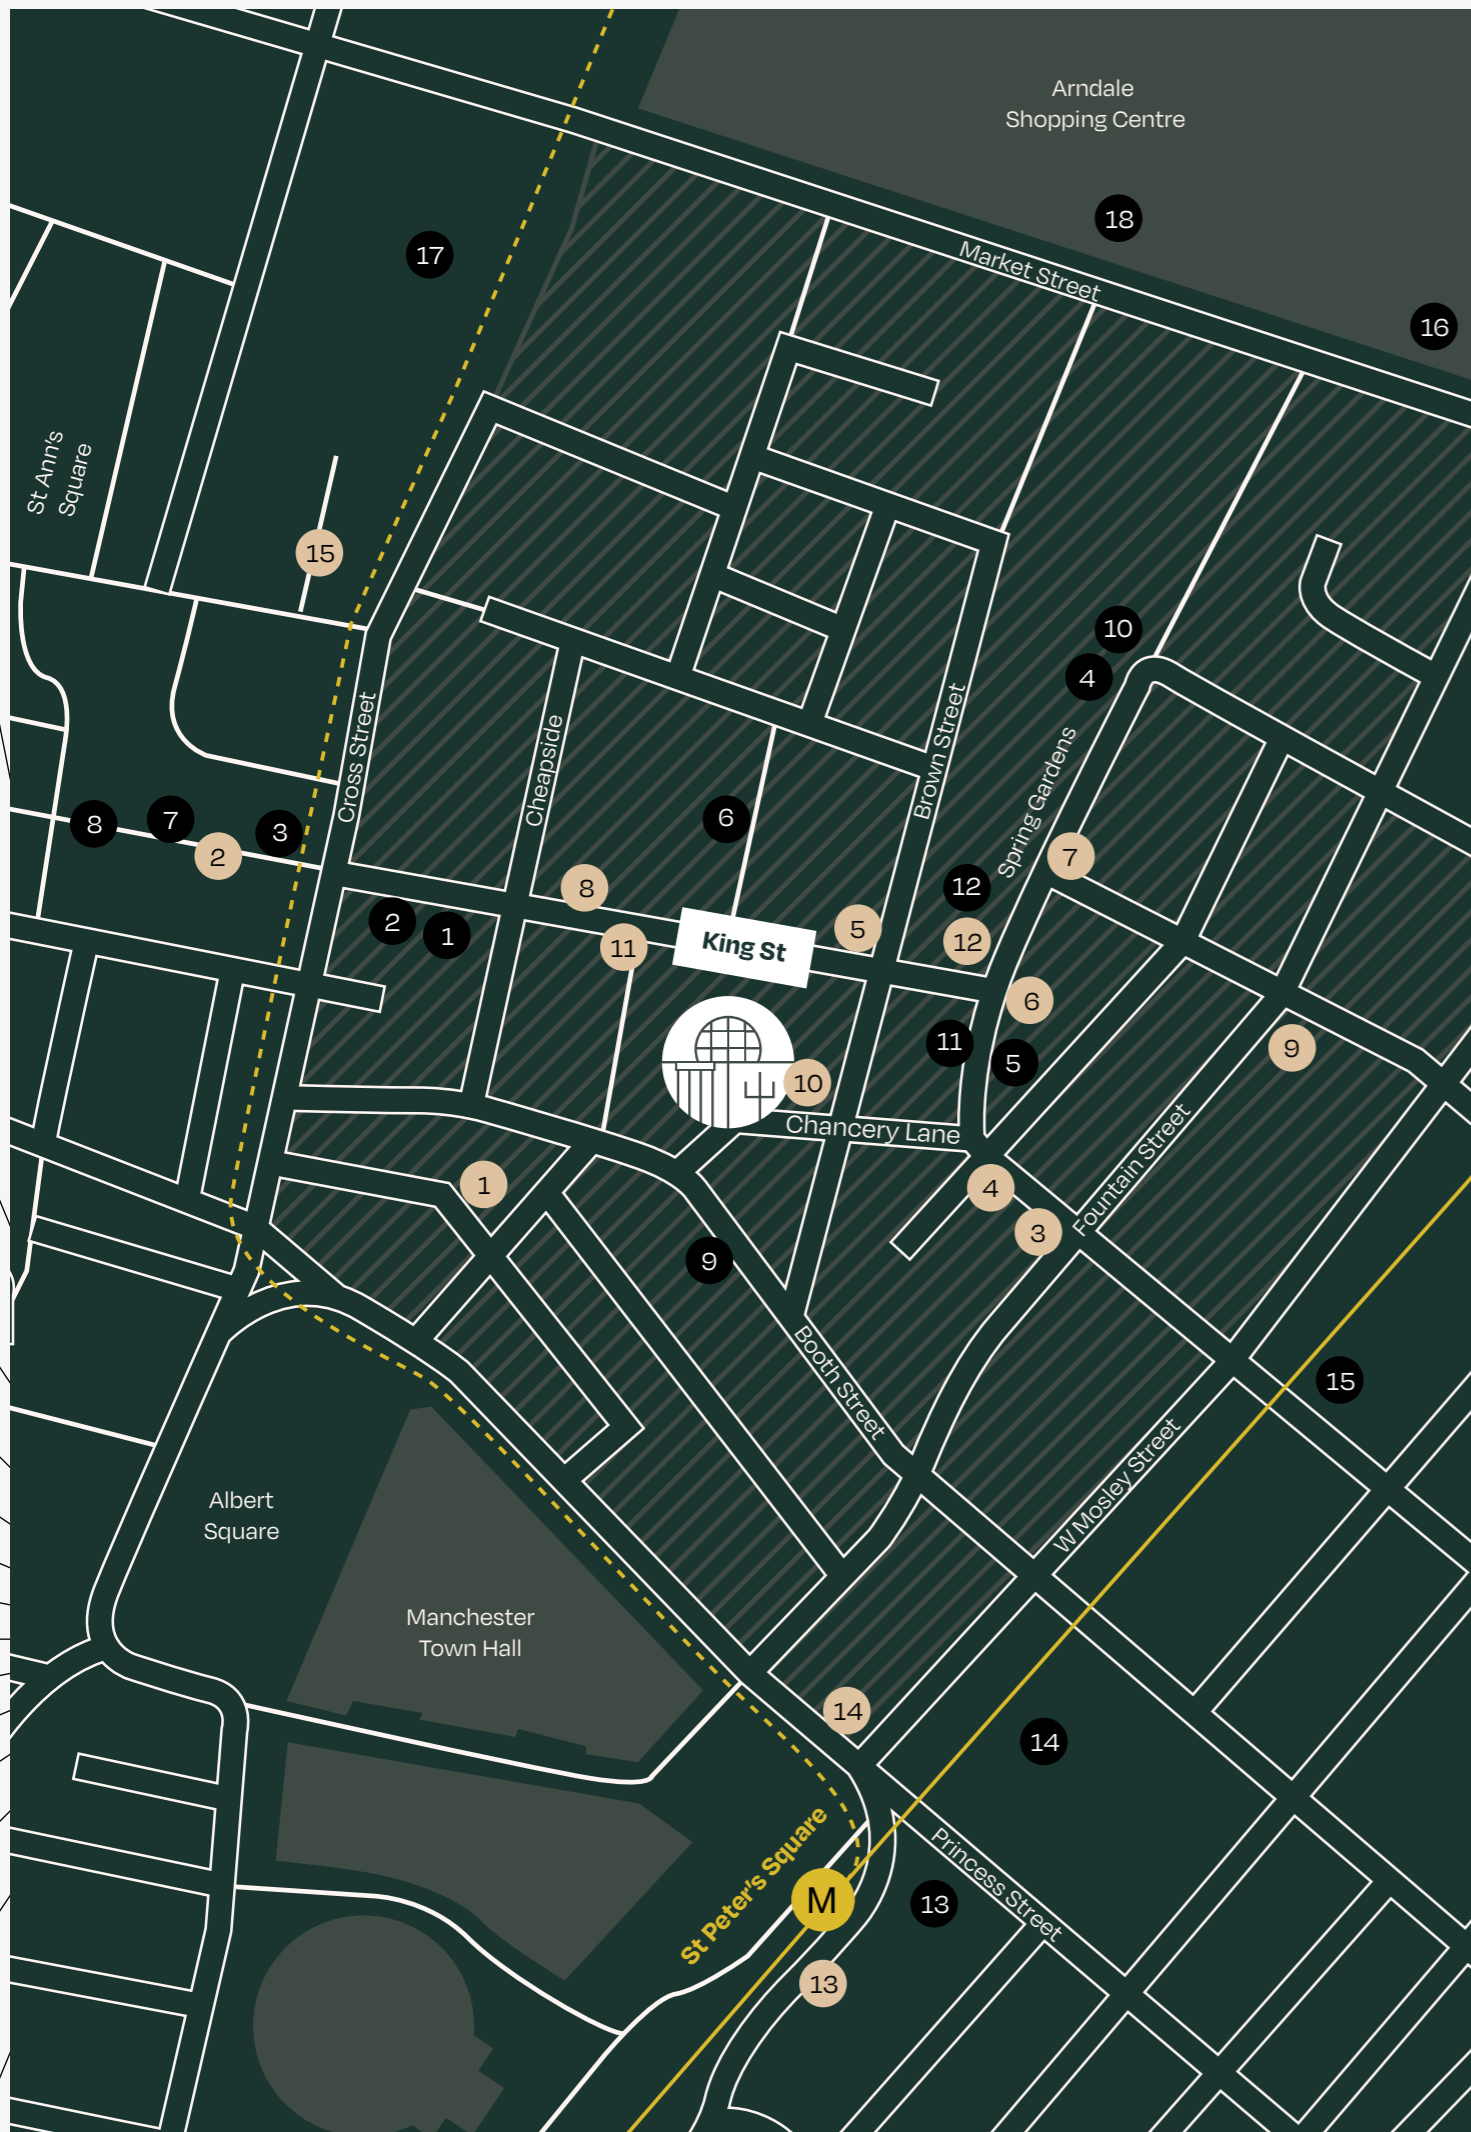 Arndale
Shopping Centre
18
Market Street
17
16
St Ann's
Square
15
10
4
Cross Street
Cheapside
Brown Street
Spring Gardens
8
7
3
2
6
7
8
12
2
1
5
12
11
King St
6
11
5
9
10
Chancery Lane
Fountain Street
1
4
3
9
Booth Street
15
W Mosley Street
Albert
Square
Manchester
Town Hall
14
14
St Peter's Square
Princess Street
M
13
13